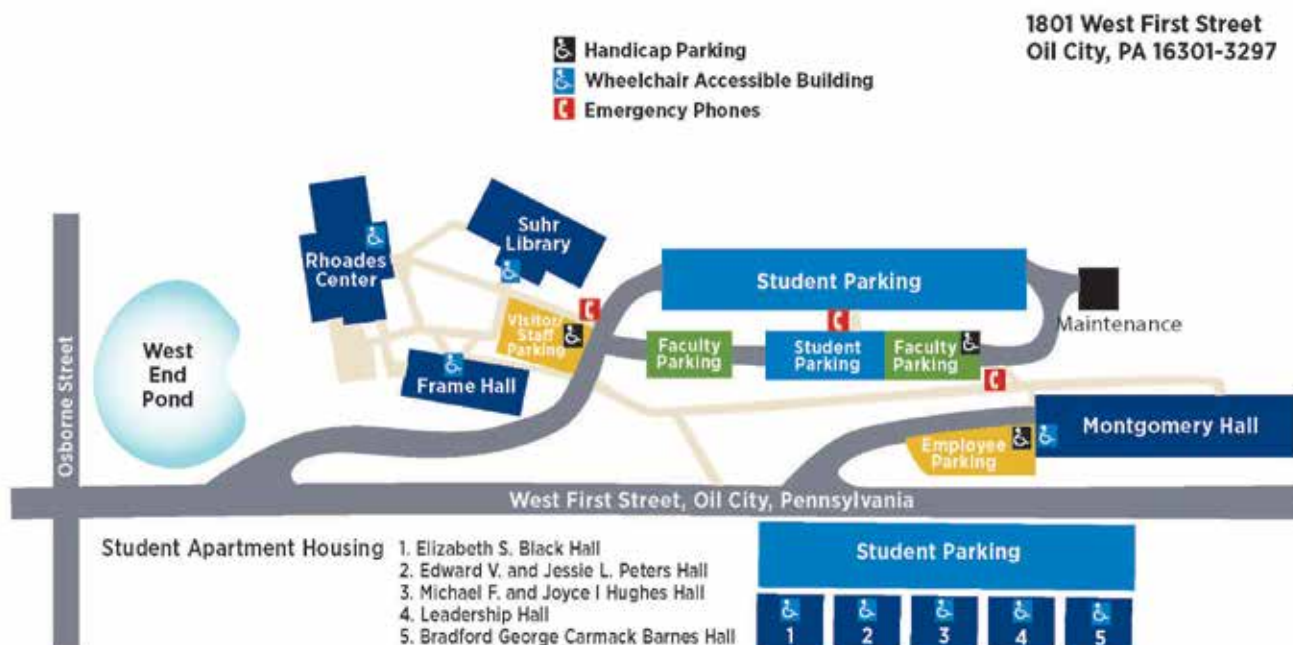 1801 West First Street
Oil City, PA 16301-3297
Handicap Parking
Wheelchair Accessible Building
Emergency Phones
Suhr
Library
Rhoades
Center
Student Parking
Maintenance
Visitor/
Staff
Parking
Faculty
Parking
Student
Parking
Faculty
Parking
West
End
Pond
Frame Hall
Osborne Street
Montgomery Hall
Employee
Parking
West First Street, Oil City, Pennsylvania
Student Apartment Housing
1. Elizabeth S. Black Hall
2. Edward V. and Jessie L. Peters Hall
3. Michael F. and Joyce I Hughes Hall
4. Leadership Hall
5. Bradford George Carmack Barnes Hall
Student Parking
1 2 3 4 5